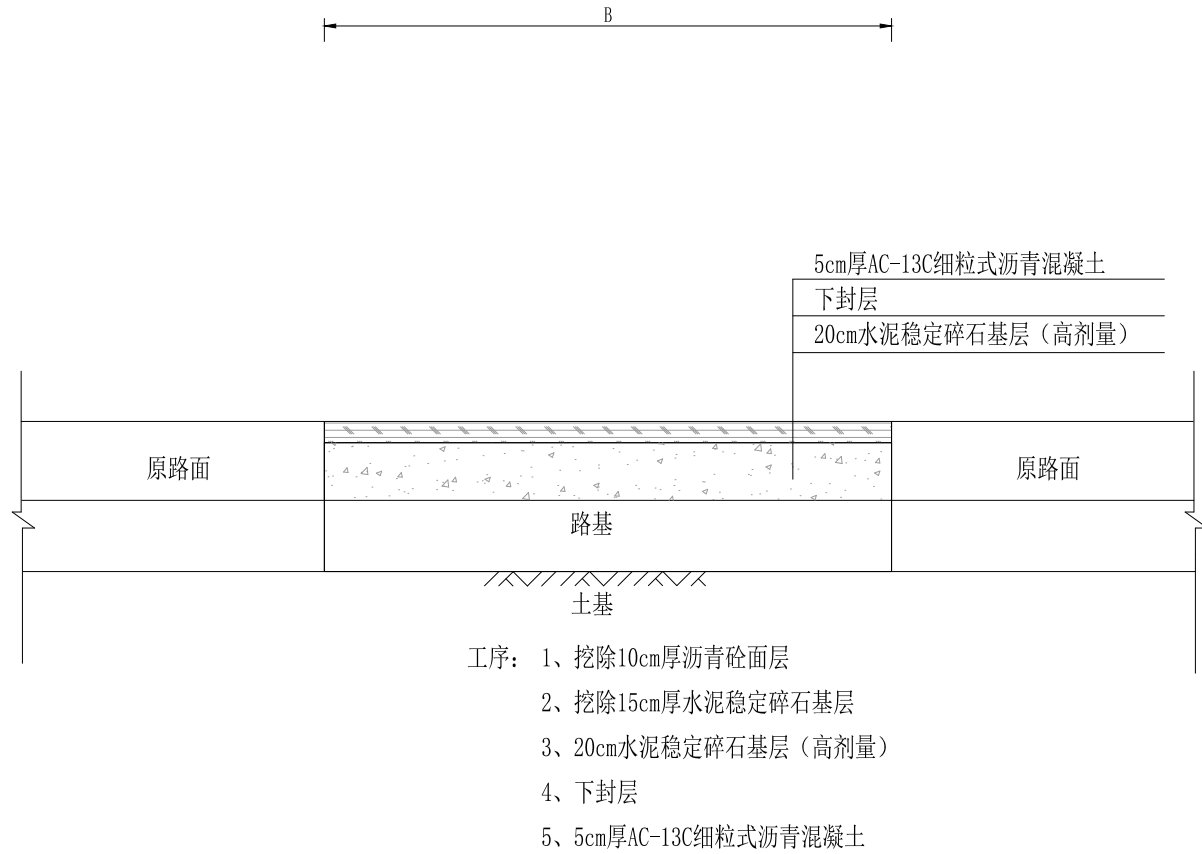 B
5cm厚AC-13C细粒式沥青混凝土
下封层
20cm水泥稳定碎石基层（高剂量）
原路面
原路面
路基
土基
工序： 1、挖除10cm厚沥青砼面层
2、挖除15cm厚水泥稳定碎石基层
3、20cm水泥稳定碎石基层（高剂量）
4、下封层
5、5cm厚AC-13C细粒式沥青混凝土